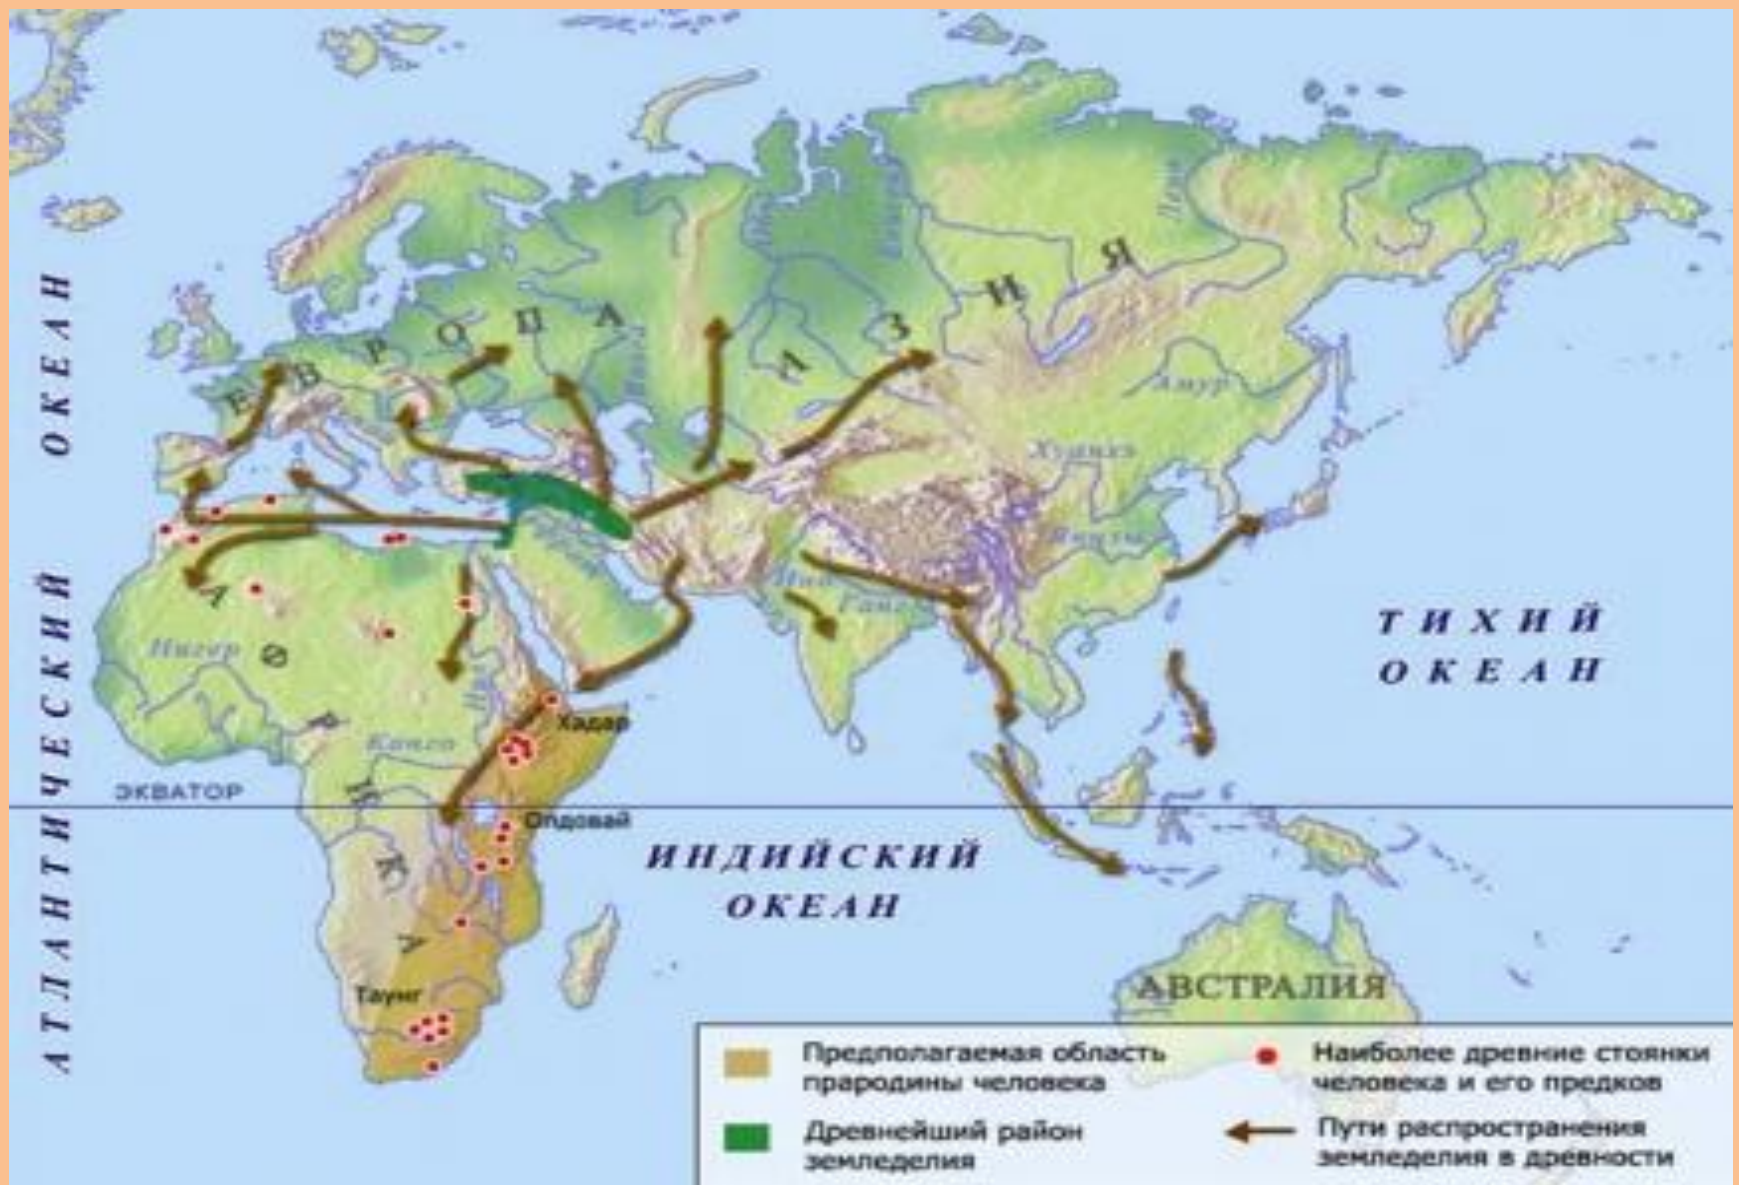 ЕВРОПА
АЗИЯ
АФРИКА
АТЛАНТИЧЕСКИЙ ОКЕАН
Амур
Хуанхэ
Янцзы
Инд
Ганг
Лена
Нигер
Нил
Конго
Хадар
ЭКВАТОР
Олдовай
Таунг
ТИХИЙ
ОКЕАН
ИНДИЙСКИЙ
ОКЕАН
АВСТРАЛИЯ
Предполагаемая область
прародины человека
Древнейший район
земледелия
Наиболее древние стоянки
человека и его предков
Пути распространения
земледелия в древности